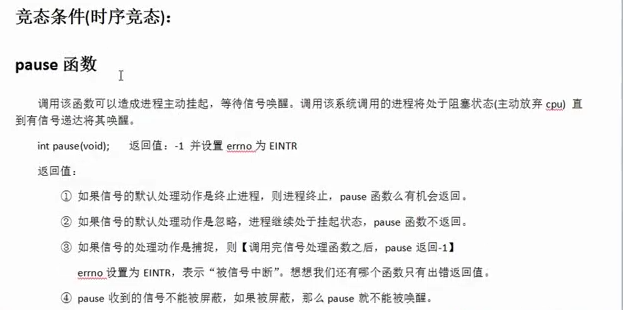 竞态条件(时序竞态)：
pause 函数
调用该函数可以造成进程主动挂起，等待信号唤醒。调用该系统调用的进程将处于阻塞状态(主动放弃 cpu) 直
到有信号递达将其唤醒。
int pause(void); 返回值：-1 并设置 errno 为 EINTR
返回值：
① 如果信号的默认处理动作是终止进程，则进程终止，pause 函数么有机会返回。
② 如果信号的默认处理动作是忽略，进程继续处于挂起状态，pause 函数不返回。
③ 如果信号的处理动作是捕捉，则【调用完信号处理函数之后，pause 返回-1】
errno 设置为 EINTR，表示“被信号中断”。想想我们还有哪个函数只有出错返回值。
④ pause 收到的信号不能被屏蔽，如果被屏蔽，那么 pause 就不能被唤醒。